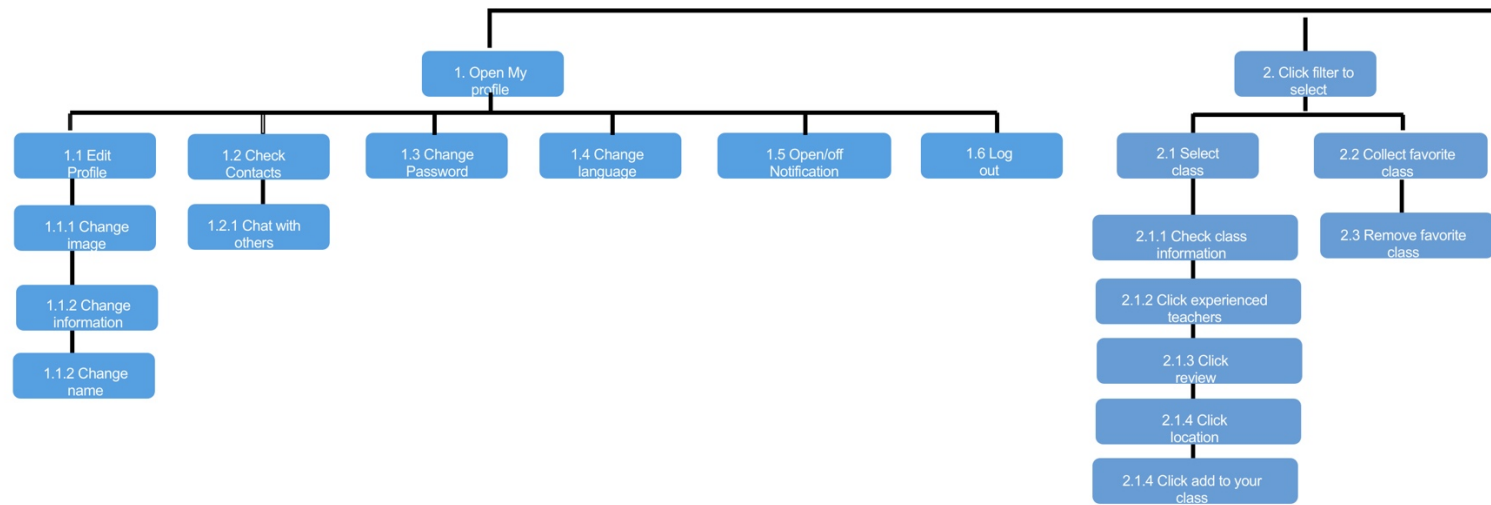 1. Open My
profile
2. Click filter to
select
1.1 Edit
Profile
1.2 Check
Contacts
1.3 Change
Password
1.4 Change
language
1.5 Open/off
Notification
1.6 Log
out
2.1 Select
class
2.2 Collect favorite
class
1.1.1 Change
image
1.2.1 Chat with
others
2.1.1 Check class
information
2.3 Remove favorite
class
1.1.2 Change
information
2.1.2 Click experienced
teachers
1.1.2 Change
name
2.1.3 Click
review
2.1.4 Click
location
2.1.4 Click add to your
class